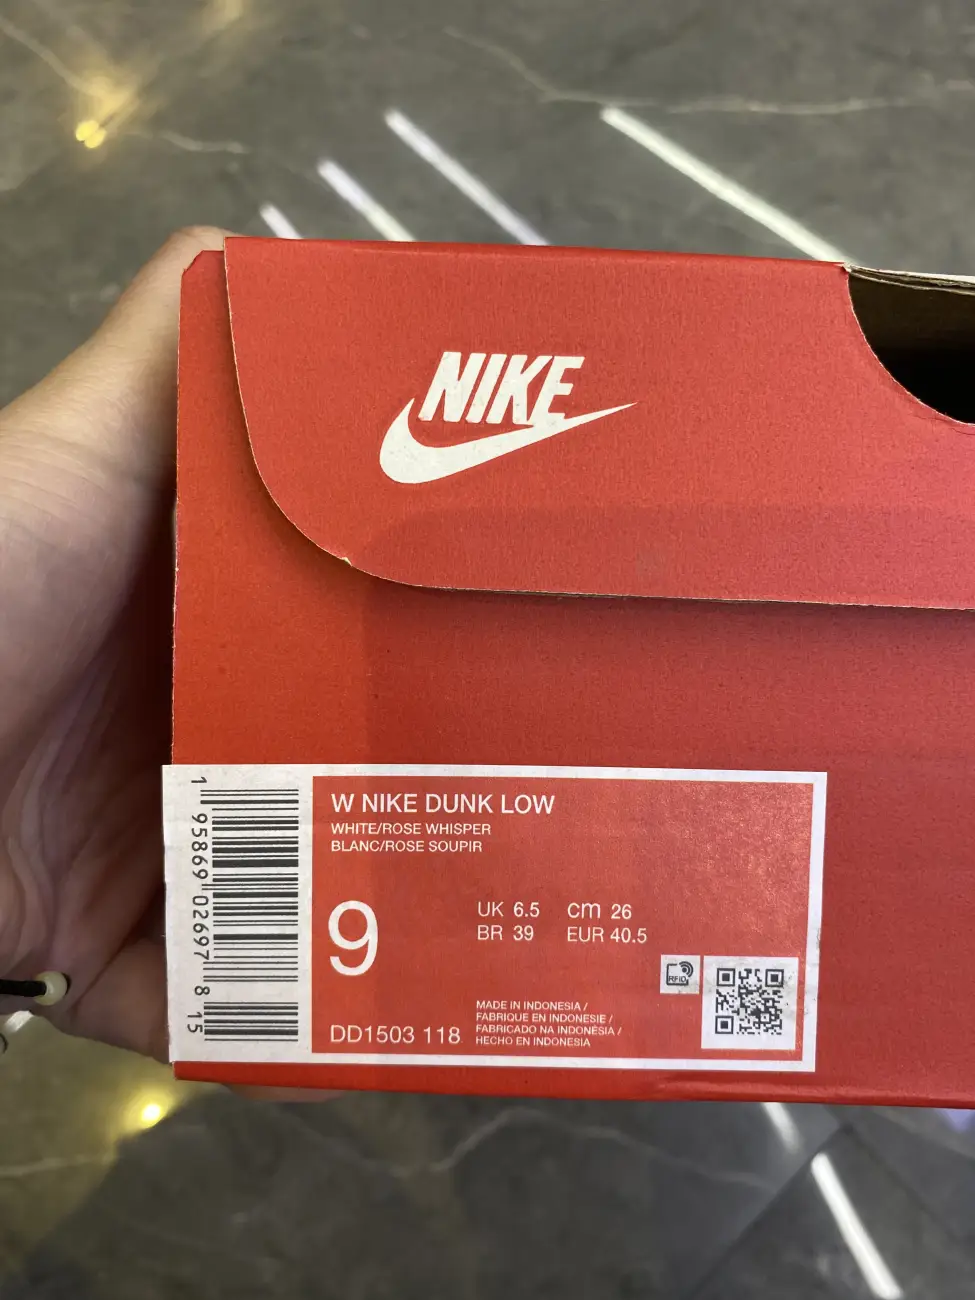 NIKE
W NIKE DUNK LOW
WHITE/ROSE WHISPER
BLANC/ROSE SOUPIR
9
UK 6.5 cm 26
BR 39 EUR 40.5
RFID
MADE IN INDONESIA /
FABRIQUE EN INDONESIE /
FABRICADO NA INDONÉSIA /
HECHO EN INDONESIA
DD1503 118
1 95869 02697 8 15